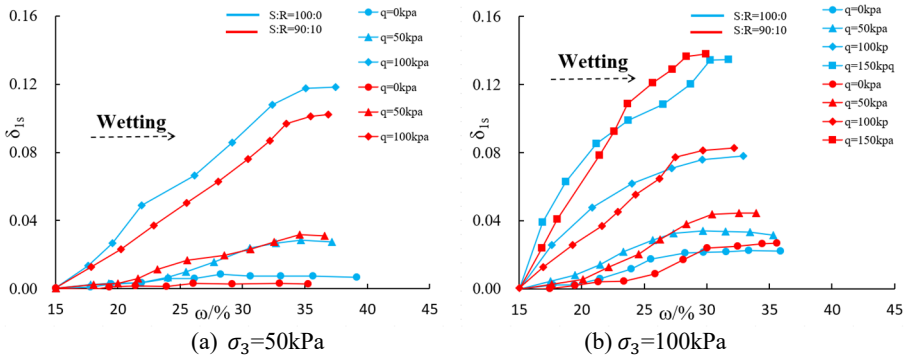 S:R=100:0
S:R=90:10
q=0kpa
q=50kpa
q=100kpa
q=0kpa
q=50kpa
q=100kpa
Wetting
δ1s
0.16
0.12
0.08
0.04
0.00
15 20 25 30 35 40 45
ω/%
(a) σ3=50kPa
S:R=100:0
S:R=90:10
q=0kpa
q=50kpa
q=100kp
q=150kpq
q=0kpa
q=50kpa
q=100kp
q=150kpa
Wetting
δ1s
0.16
0.12
0.08
0.04
0.00
15 20 25 30 35 40 45
ω/%
(b) σ3=100kPa